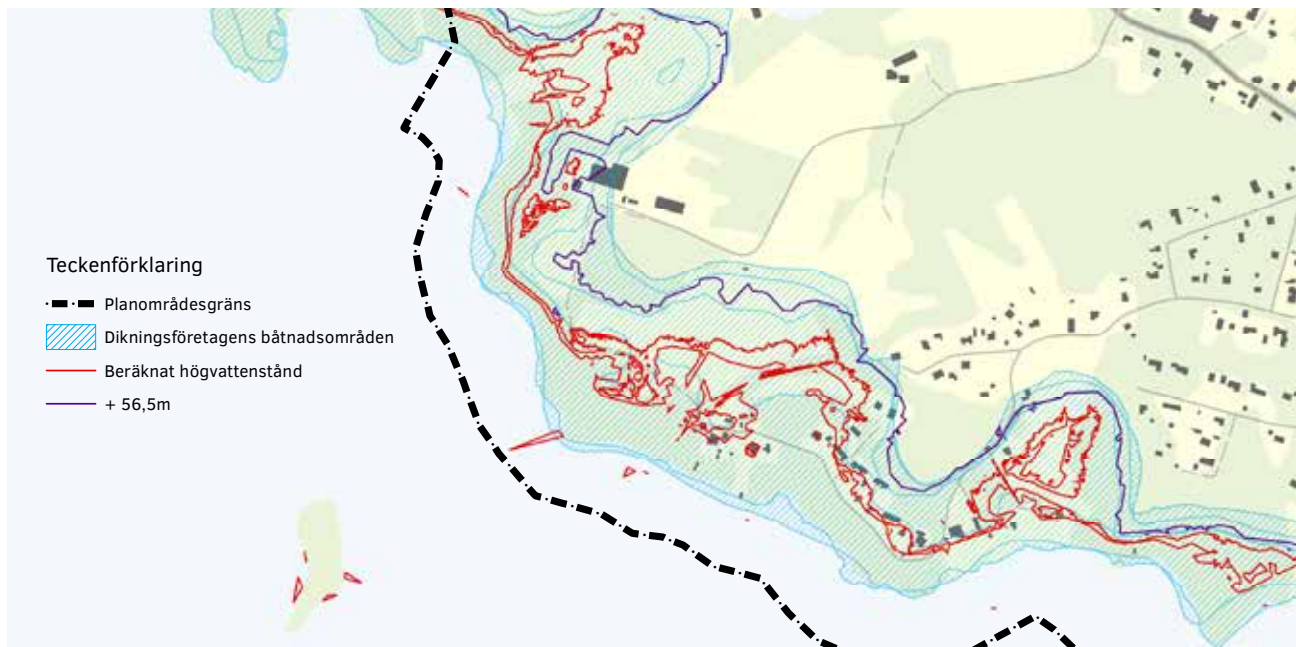 Teckenförklaring
Planområdesgräns
Dikningsföretagens båtnadsområden
Beräknat högvattenstånd
+ 56,5m